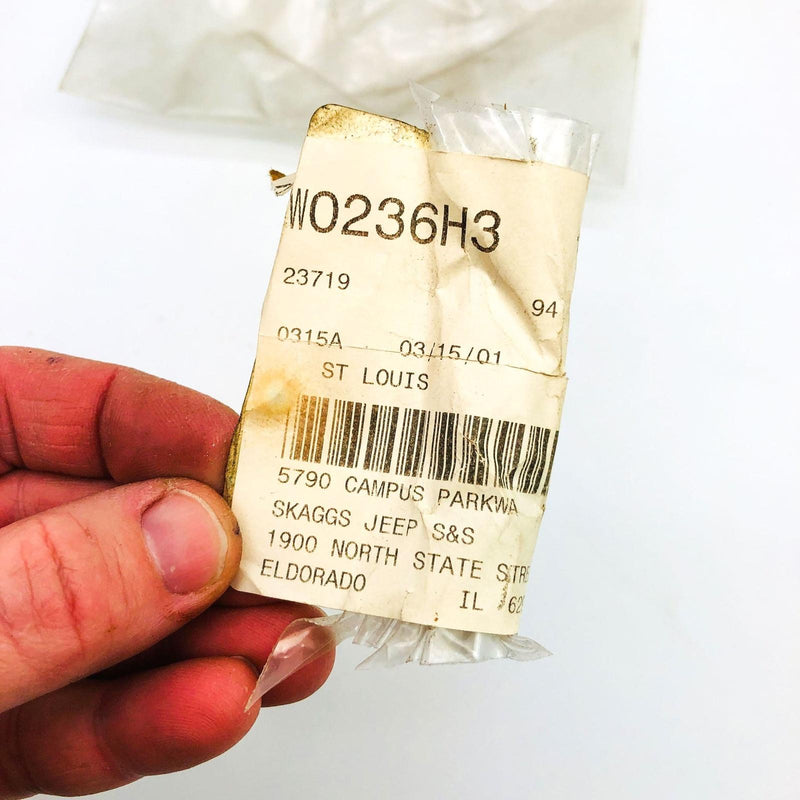 W0236H3
23719
94
0315A 03/15/01
ST LOUIS
5790 CAMPUS PARKWA
SKAGGS JEEP S&S
1900 NORTH STATE STRE
ELDORADO IL 62